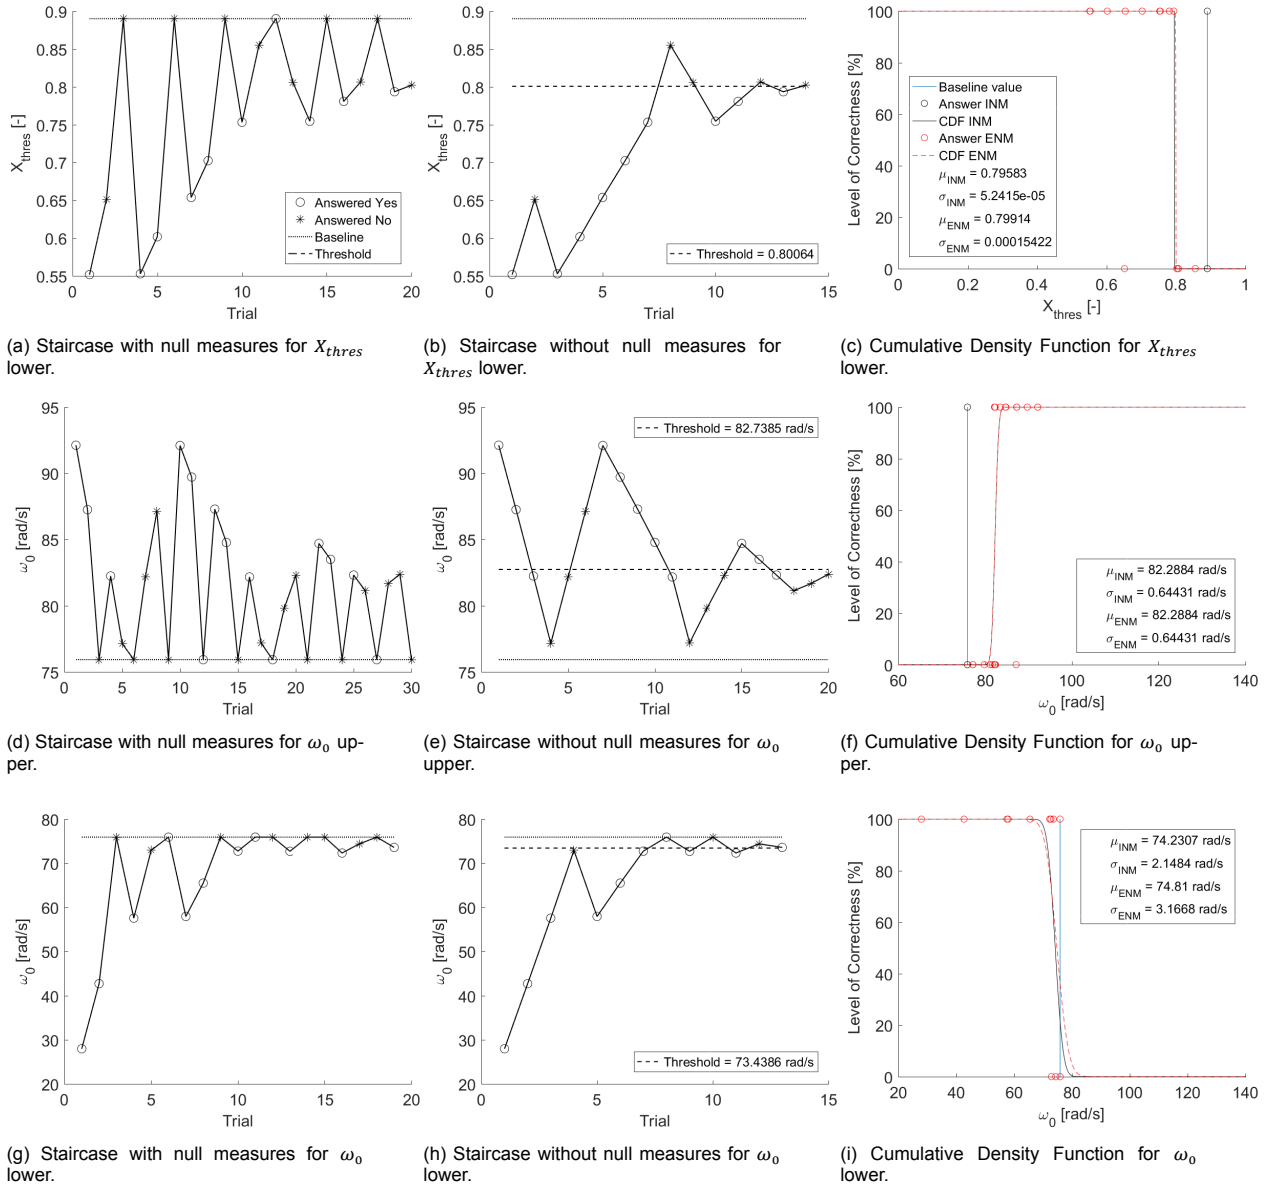 0.9
0.85
0.8
0.75
0.7
0.65
0.6
0.55
X_thres [-]
0 5 10 15 20
Trial
Answered Yes
Answered No
Baseline
Threshold
(a) Staircase with null measures for X_thres
lower.
0.9
0.85
0.8
0.75
0.7
0.65
0.6
0.55
X_thres [-]
0 5 10 15
Trial
Threshold = 0.80064
(b) Staircase without null measures for
X_thres lower.
100
80
60
40
20
0
Level of Correctness [%]
0 0.2 0.4 0.6 0.8 1
X_thres [-]
Baseline value
Answer INM
CDF INM
Answer ENM
CDF ENM
μ_INM = 0.79583
σ_INM = 5.2415e-05
μ_ENM = 0.79914
σ_ENM = 0.00015422
(c) Cumulative Density Function for X_thres
lower.
95
90
85
80
75
ω_0 [rad/s]
0 5 10 15 20 25 30
Trial
(d) Staircase with null measures for ω_0 up-
per.
95
90
85
80
75
ω_0 [rad/s]
0 5 10 15 20
Trial
Threshold = 82.7385 rad/s
(e) Staircase without null measures for ω_0
upper.
100
80
60
40
20
0
Level of Correctness [%]
60 80 100 120 140
ω_0 [rad/s]
μ_INM = 82.2884 rad/s
σ_INM = 0.64431 rad/s
μ_ENM = 82.2884 rad/s
σ_ENM = 0.64431 rad/s
(f) Cumulative Density Function for ω_0 up-
per.
80
70
60
50
40
30
20
ω_0 [rad/s]
0 5 10 15 20
Trial
(g) Staircase with null measures for ω_0
lower.
80
70
60
50
40
30
20
ω_0 [rad/s]
0 5 10 15
Trial
Threshold = 73.4386 rad/s
(h) Staircase without null measures for ω_0
lower.
100
80
60
40
20
0
Level of Correctness [%]
20 40 60 80 100 120 140
ω_0 [rad/s]
μ_INM = 74.2307 rad/s
σ_INM = 2.1484 rad/s
μ_ENM = 74.81 rad/s
σ_ENM = 3.1668 rad/s
(i) Cumulative Density Function for ω_0
lower.